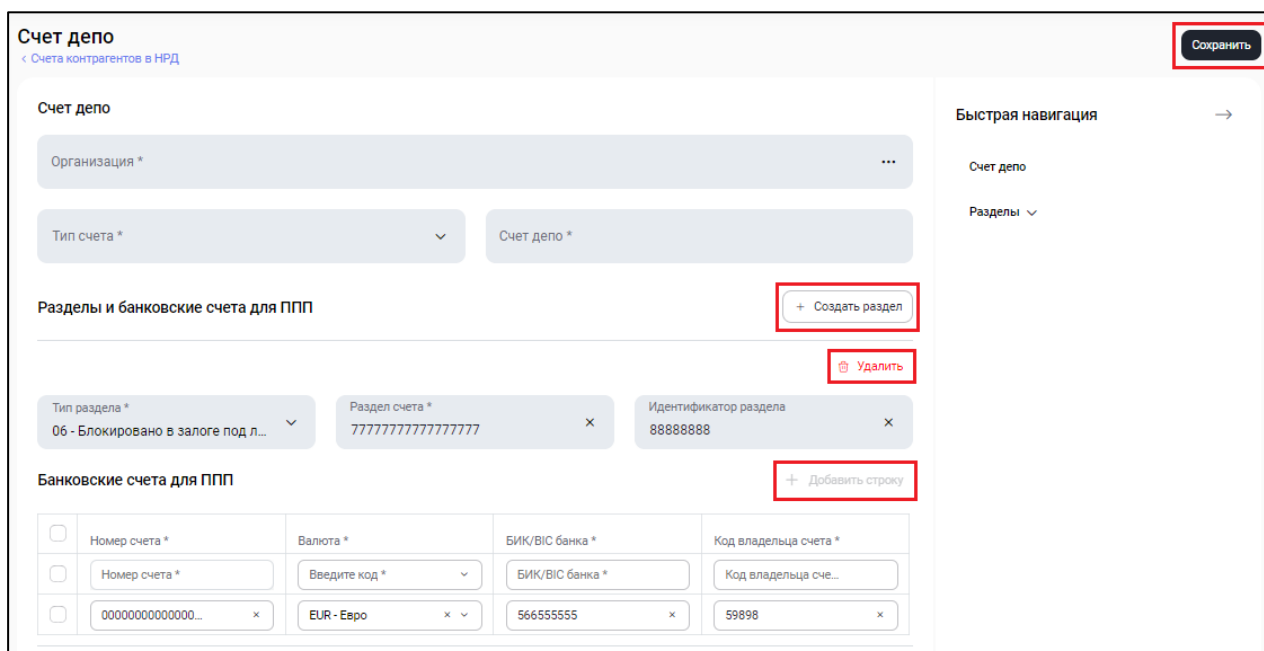 Счет депо
‹ Счета контрагентов в НРД
Сохранить
Счет депо
Организация *
...
Тип счета *
Счет депо *
Разделы и банковские счета для ППП
+ Создать раздел
Удалить
Тип раздела *
06 - Блокировано в залоге под л...
Раздел счета *
77777777777777777
Идентификатор раздела
88888888
Банковские счета для ППП
+ Добавить строку
Номер счета * Валюта * БИК/BIC банка * Код владельца счета *
Номер счета * Введите код * БИК/BIC банка * Код владельца сче...
00000000000000... EUR - Евро 566555555 59898
Быстрая навигация
Счет депо
Разделы